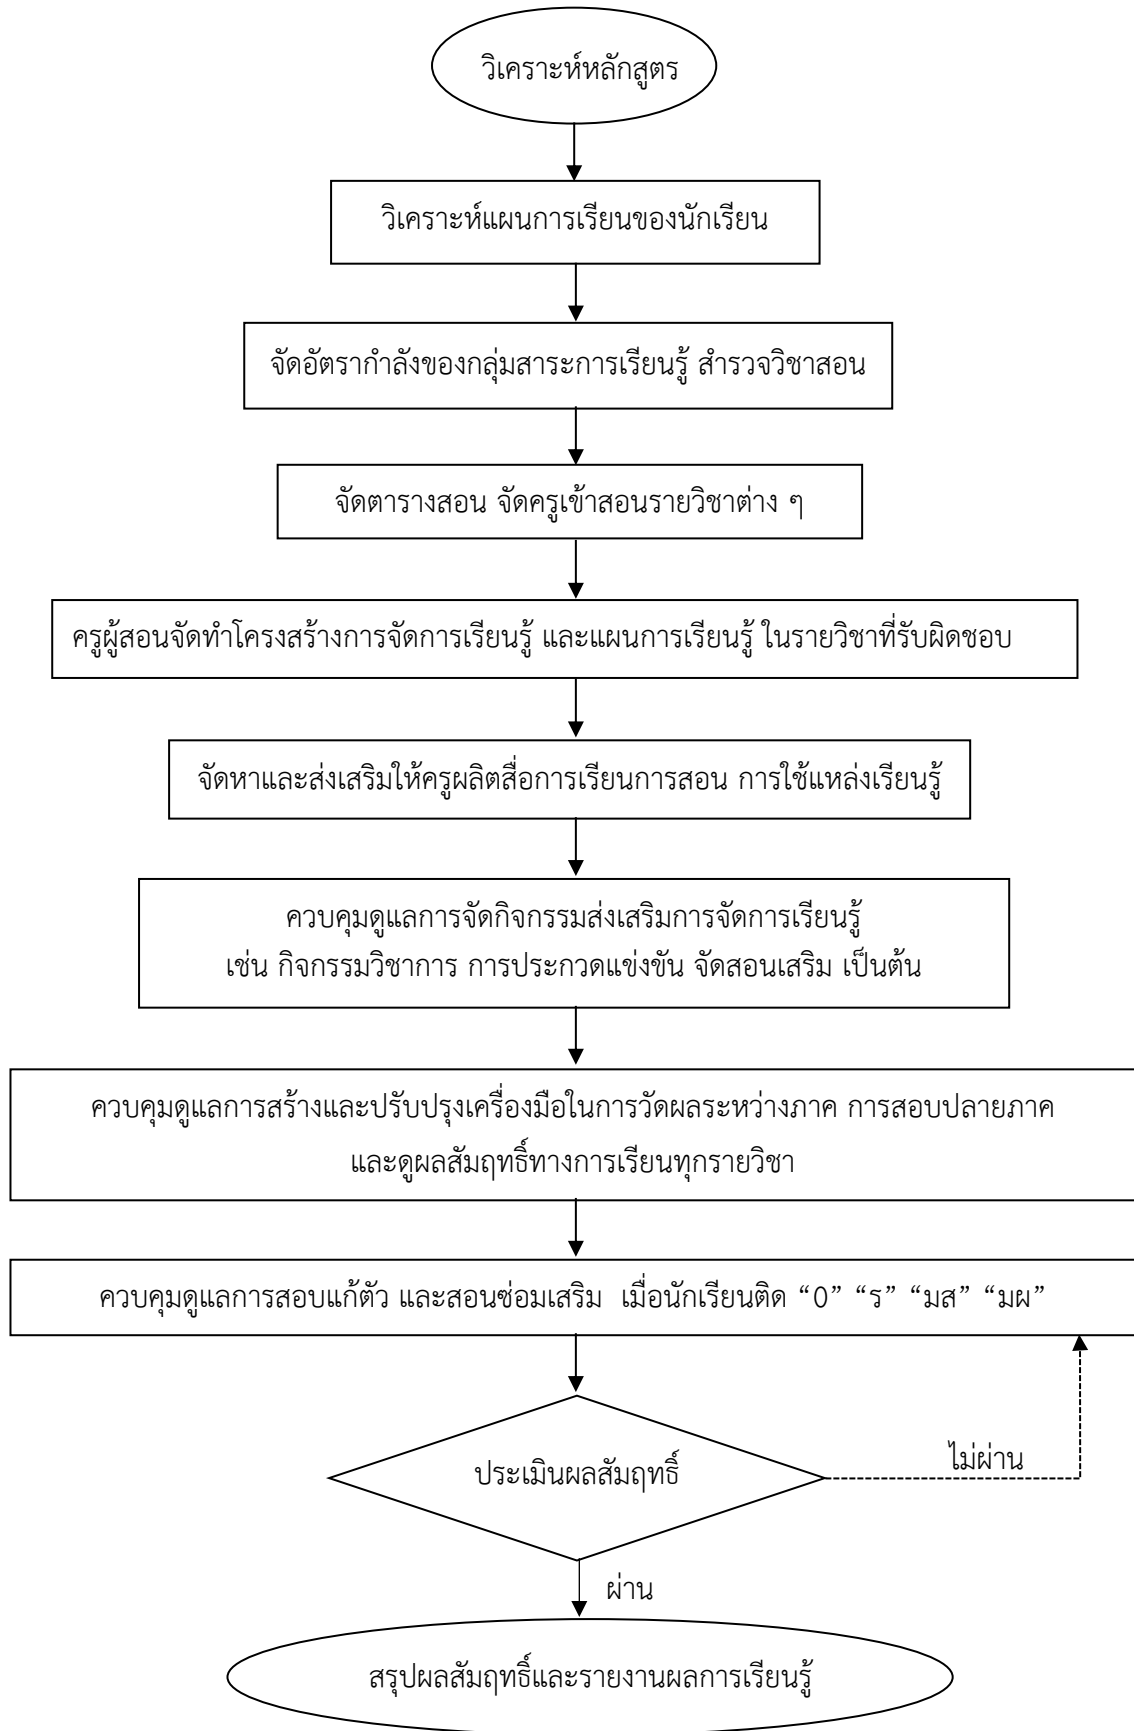 วิเคราะห์หลักสูตร
วิเคราะห์แผนการเรียนของนักเรียน
จัดอัตรากำลังของกลุ่มสาระการเรียนรู้ สำรวจวิชาสอน
จัดตารางสอน จัดครูเข้าสอนรายวิชาต่าง ๆ
ครูผู้สอนจัดทำโครงสร้างการจัดการเรียนรู้ และแผนการเรียนรู้ ในรายวิชาที่รับผิดชอบ
จัดหาและส่งเสริมให้ครูผลิตสื่อการเรียนการสอน การใช้แหล่งเรียนรู้
ควบคุมดูแลการจัดกิจกรรมส่งเสริมการจัดการเรียนรู้
เช่น กิจกรรมวิชาการ การประกวดแข่งขัน จัดสอนเสริม เป็นต้น
ควบคุมดูแลการสร้างและปรับปรุงเครื่องมือในการวัดผลระหว่างภาค การสอบปลายภาค
และดูผลสัมฤทธิ์ทางการเรียนทุกรายวิชา
ควบคุมดูแลการสอบแก้ตัว และสอนซ่อมเสริม เมื่อนักเรียนติด “0” “ร” “มส” “มผ”
ประเมินผลสัมฤทธิ์
ไม่ผ่าน
ผ่าน
สรุปผลสัมฤทธิ์และรายงานผลการเรียนรู้